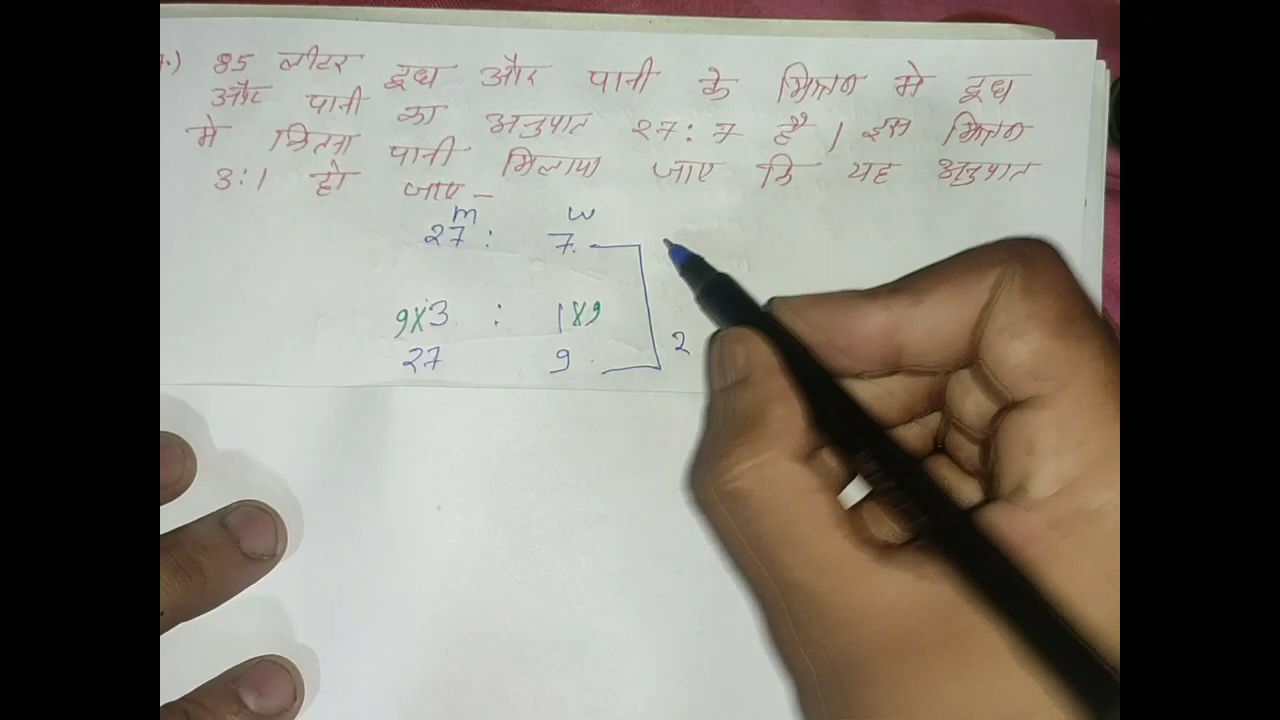 85 लीटर दूध और पानी के मिश्रण मे दूध
और पानी का अनुपात 27:7 है । इस मिश्रण
मे कितना पानी मिलाया जाए कि यह अनुपात
3:1 हो जाए -
m w
27 : 7
9x3 : 1x9
27 9 2